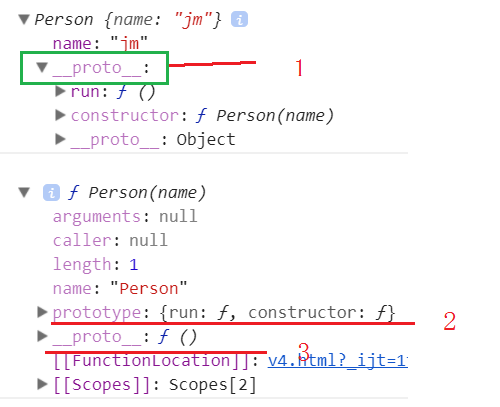 Person {name: "jm"} i
name: "jm"
__proto__: 1
run: ƒ ()
constructor: ƒ Person(name)
__proto__: Object
i ƒ Person(name)
arguments: null
caller: null
length: 1
name: "Person"
prototype: {run: ƒ, constructor: ƒ} 2
__proto__: ƒ () 3
[[FunctionLocation]]: v4.html?_ijt=1
[[Scopes]]: Scopes[2]